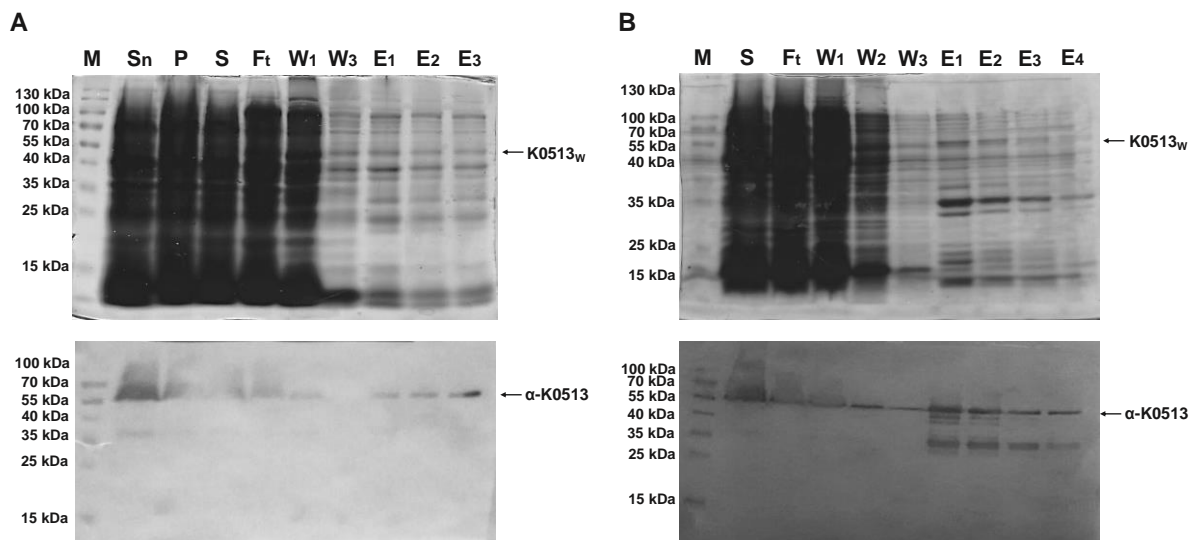 A
M Sn P S Ft W1 W3 E1 E2 E3
130 kDa
100 kDa
70 kDa
55 kDa
40 kDa
35 kDa
25 kDa
15 kDa
K0513w
100 kDa
70 kDa
55 kDa
40 kDa
35 kDa
25 kDa
15 kDa
α-K0513
B
M S Ft W1 W2 W3 E1 E2 E3 E4
130 kDa
100 kDa
70 kDa
55 kDa
40 kDa
35 kDa
25 kDa
15 kDa
K0513w
100 kDa
70 kDa
55 kDa
40 kDa
35 kDa
25 kDa
15 kDa
α-K0513